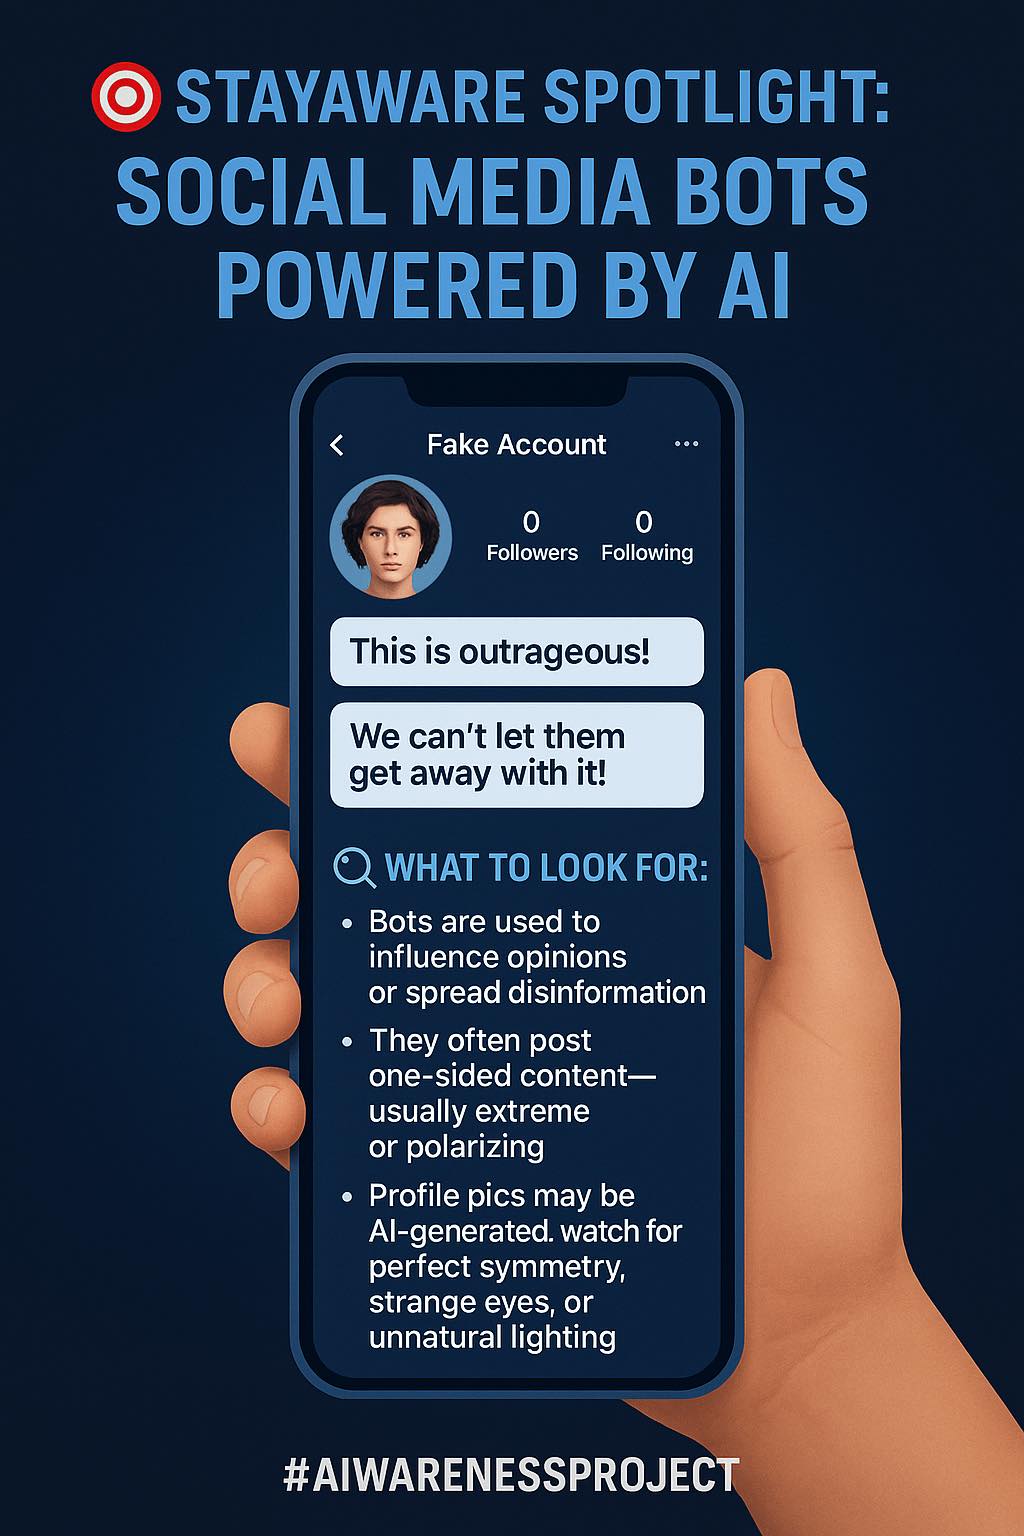 STAYAWARE SPOTLIGHT:
SOCIAL MEDIA BOTS
POWERED BY AI
Fake Account
0 0
Followers Following
This is outrageous!
We can't let them
get away with it!
WHAT TO LOOK FOR:
• Bots are used to
influence opinions
or spread disinformation
• They often post
one-sided content—
usually extreme
or polarizing
• Profile pics may be
AI-generated. watch for
perfect symmetry,
strange eyes, or
unnatural lighting
#AIWARENESSPROJECT